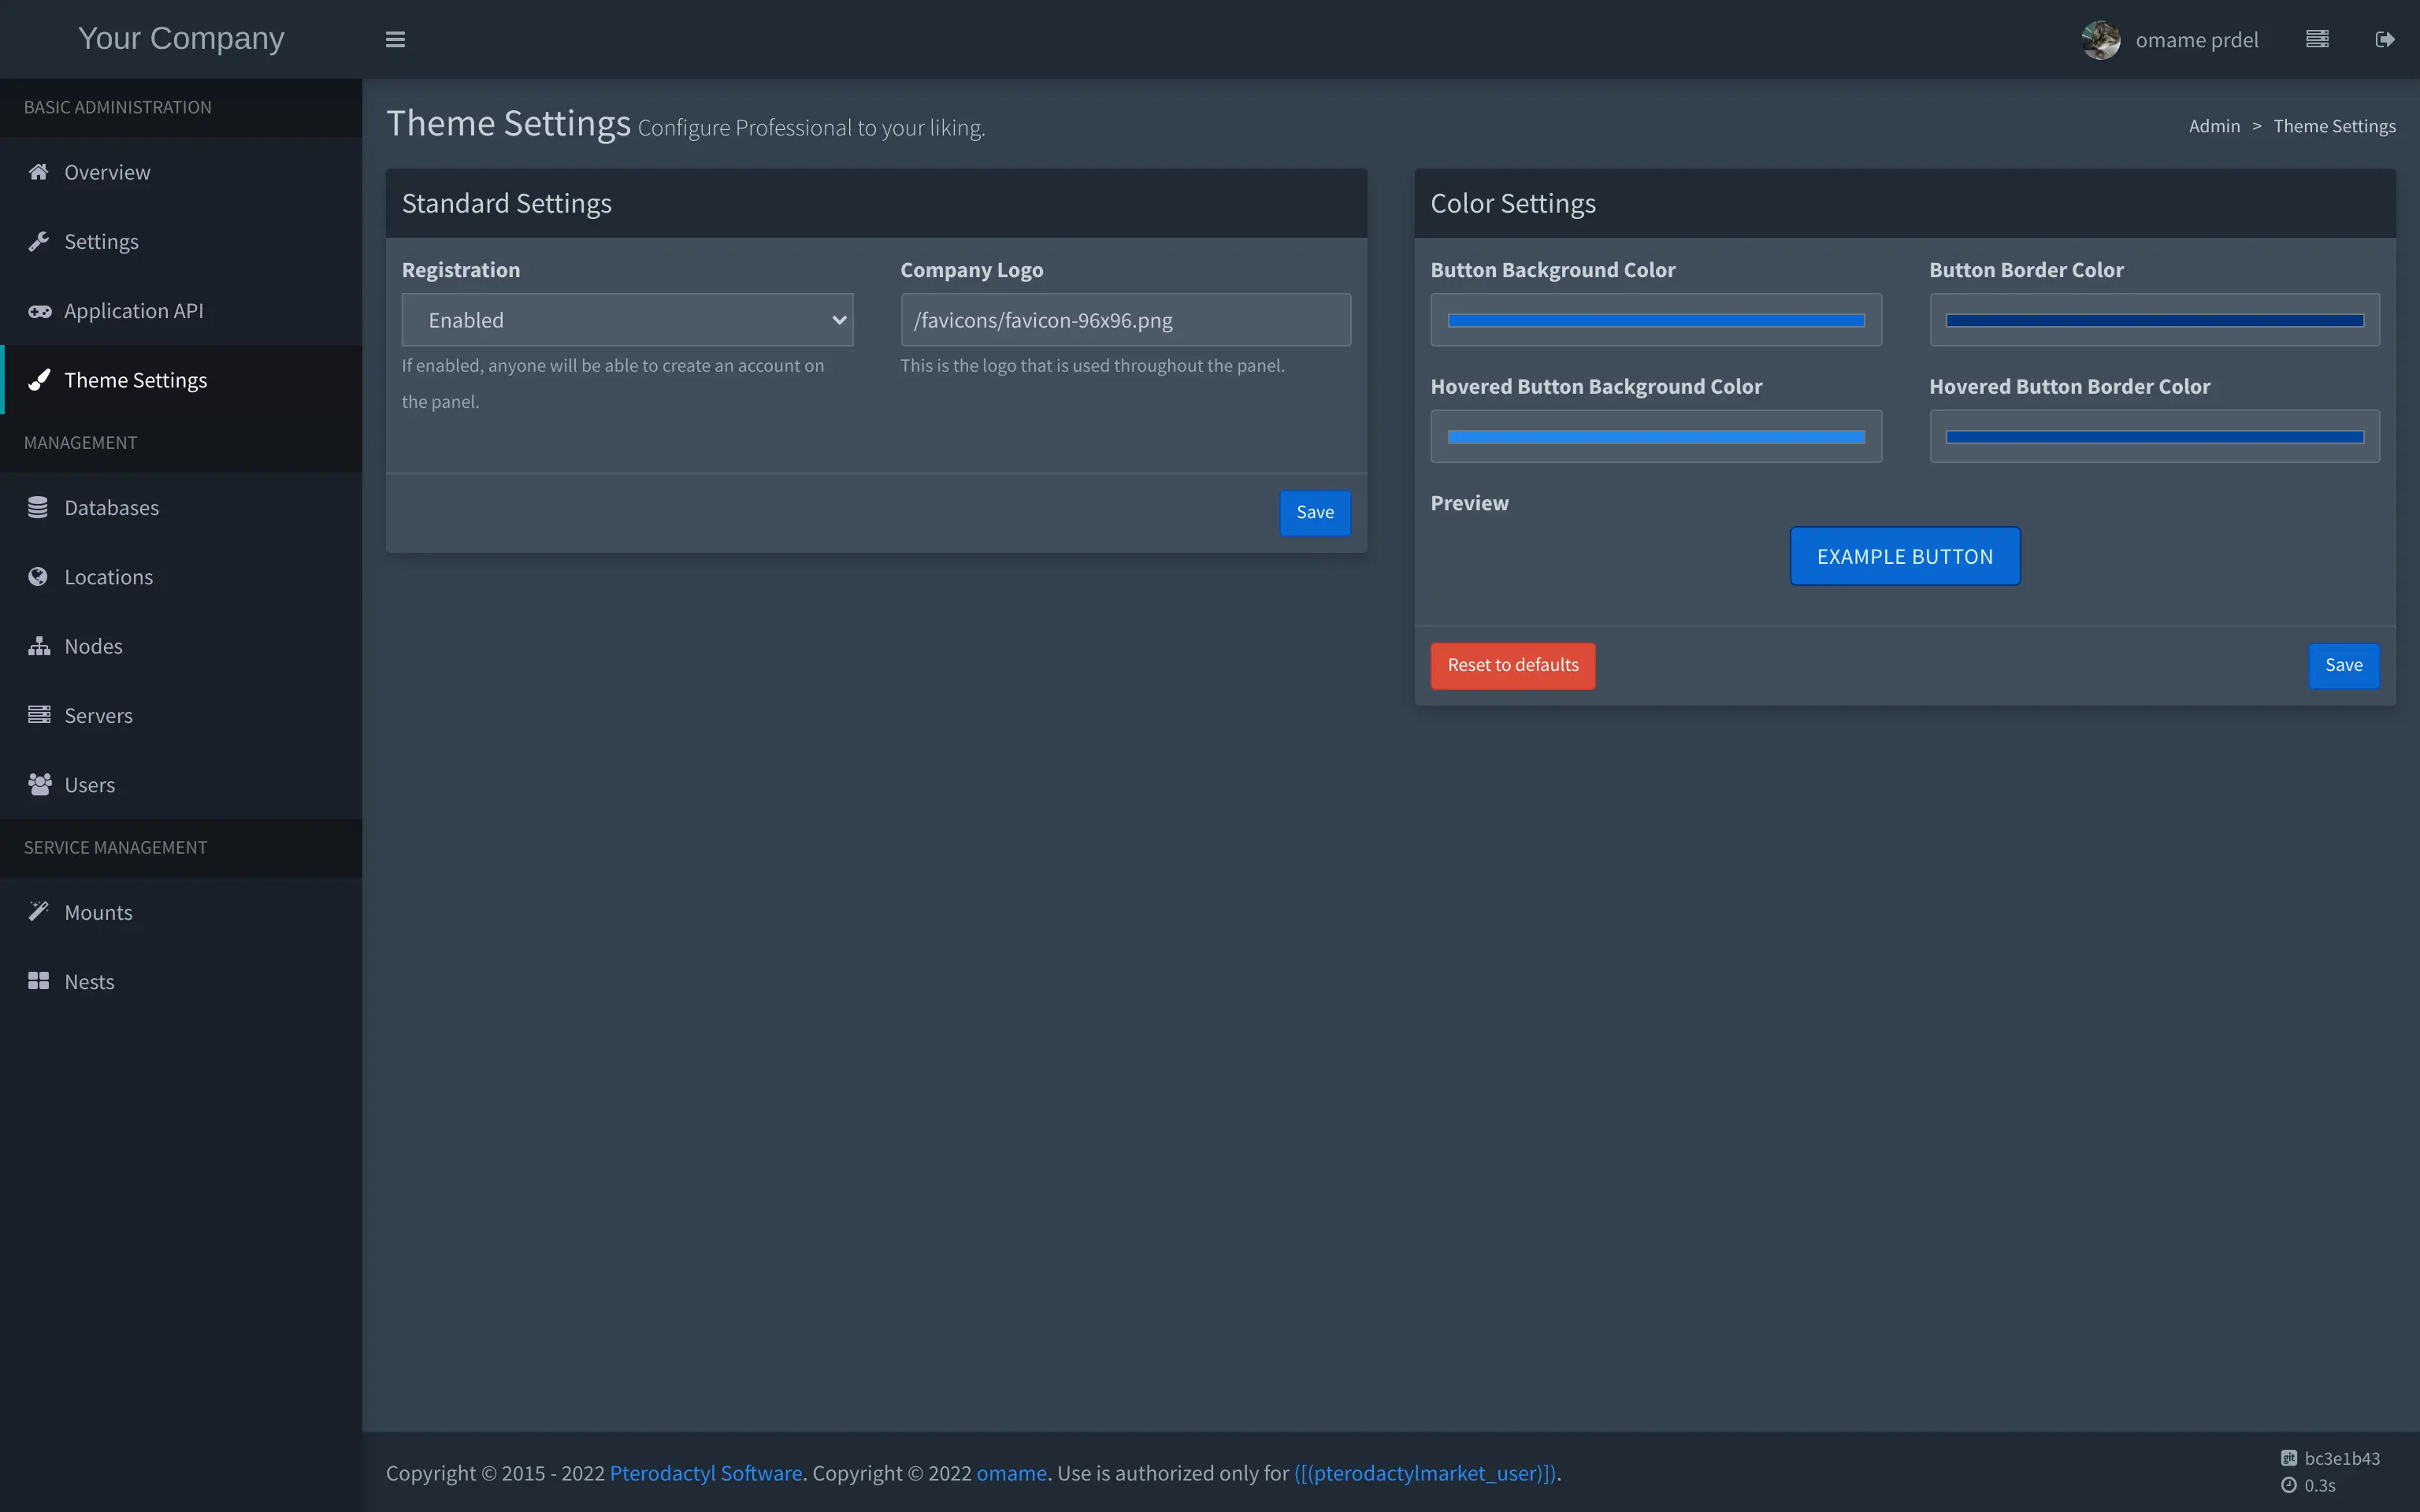 Your Company
omame prdel
BASIC ADMINISTRATION
Overview
Settings
Application API
Theme Settings
MANAGEMENT
Databases
Locations
Nodes
Servers
Users
SERVICE MANAGEMENT
Mounts
Nests
Theme Settings Configure Professional to your liking.
Admin > Theme Settings
Standard Settings
Registration
Enabled
If enabled, anyone will be able to create an account on
the panel.
Company Logo
/favicons/favicon-96x96.png
This is the logo that is used throughout the panel.
Save
Color Settings
Button Background Color
Button Border Color
Hovered Button Background Color
Hovered Button Border Color
Preview
EXAMPLE BUTTON
Reset to defaults
Save
Copyright © 2015 - 2022 Pterodactyl Software. Copyright © 2022 omame. Use is authorized only for ([(pterodactylmarket_user)]).
git bc3e1b43
0.3s